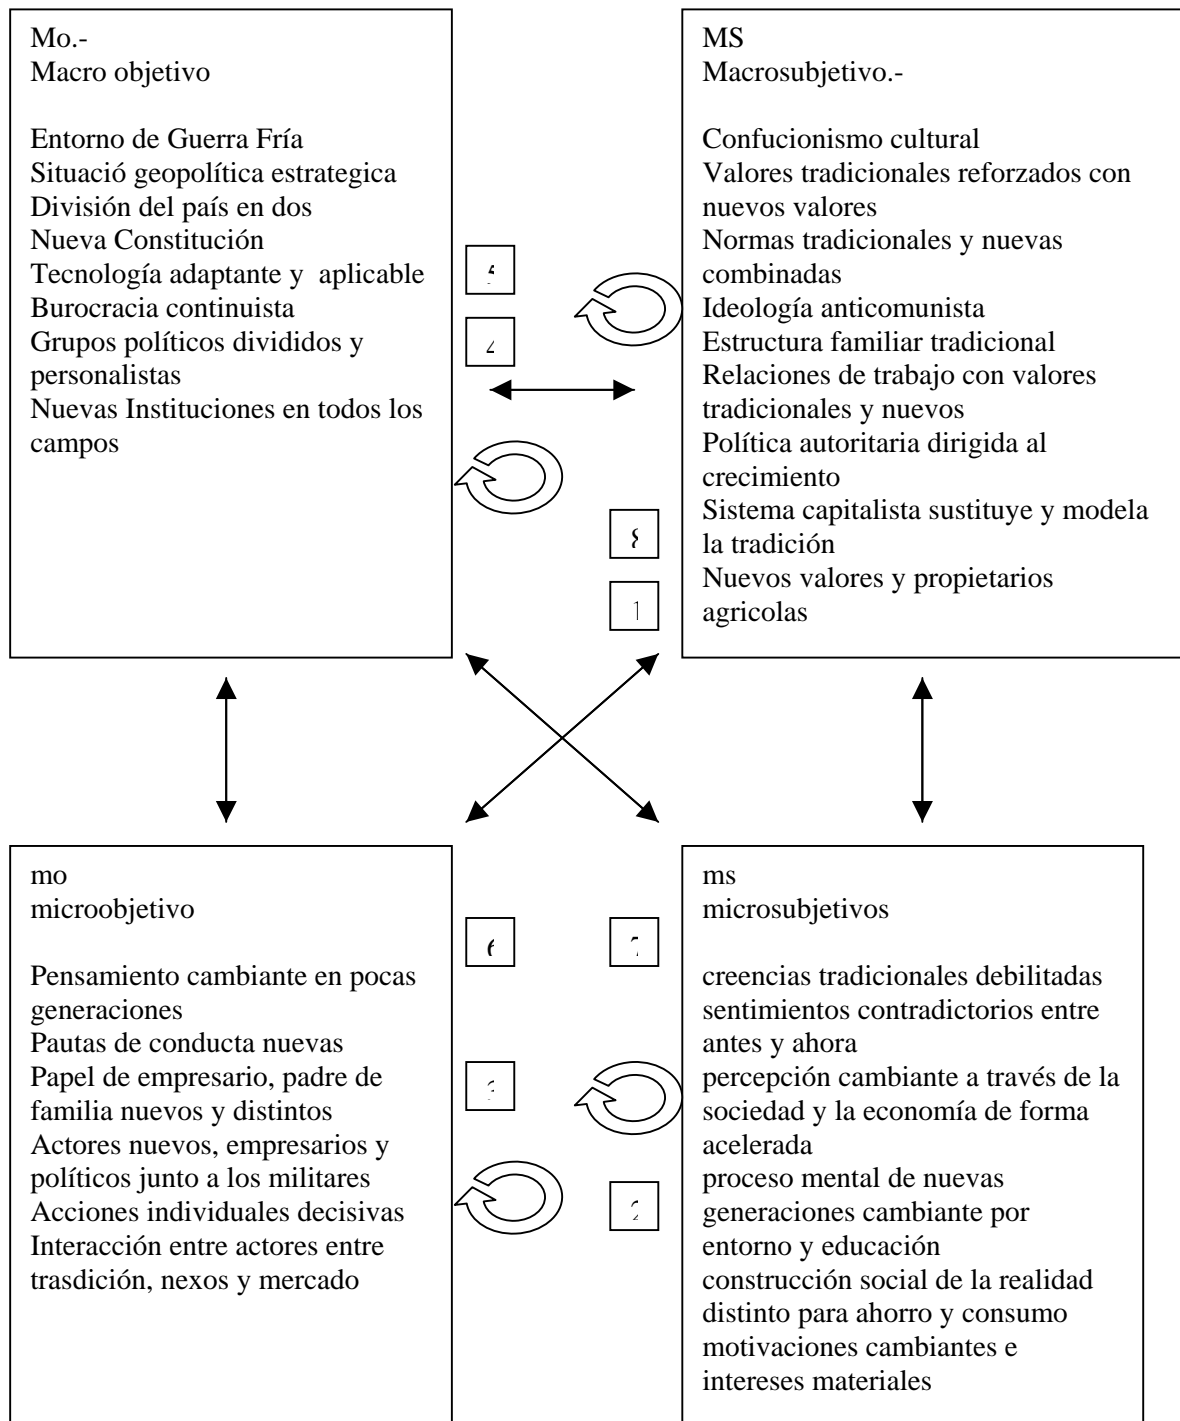 Mo.-
Macro objetivo
Entorno de Guerra Fría
Situació geopolítica estrategica
División del país en dos
Nueva Constitución
Tecnología adaptante y aplicable
Burocracia continuista
Grupos políticos divididos y
personalistas
Nuevas Instituciones en todos los
campos
MS
Macrosubjetivo.-
Confucionismo cultural
Valores tradicionales reforzados con
nuevos valores
Normas tradicionales y nuevas
combinadas
Ideología anticomunista
Estructura familiar tradicional
Relaciones de trabajo con valores
tradicionales y nuevos
Política autoritaria dirigida al
crecimiento
Sistema capitalista sustituye y modela
la tradición
Nuevos valores y propietarios
agricolas
4
8
1
mo
microobjetivo
Pensamiento cambiante en pocas
generaciones
Pautas de conducta nuevas
Papel de empresario, padre de
familia nuevos y distintos
Actores nuevos, empresarios y
políticos junto a los militares
Acciones individuales decisivas
Interacción entre actores entre
trasdición, nexos y mercado
6
3
2
ms
microsubjetivos
creencias tradicionales debilitadas
sentimientos contradictorios entre
antes y ahora
percepción cambiante a través de la
sociedad y la economía de forma
acelerada
proceso mental de nuevas
generaciones cambiante por
entorno y educación
construcción social de la realidad
distinto para ahorro y consumo
motivaciones cambiantes e
intereses materiales